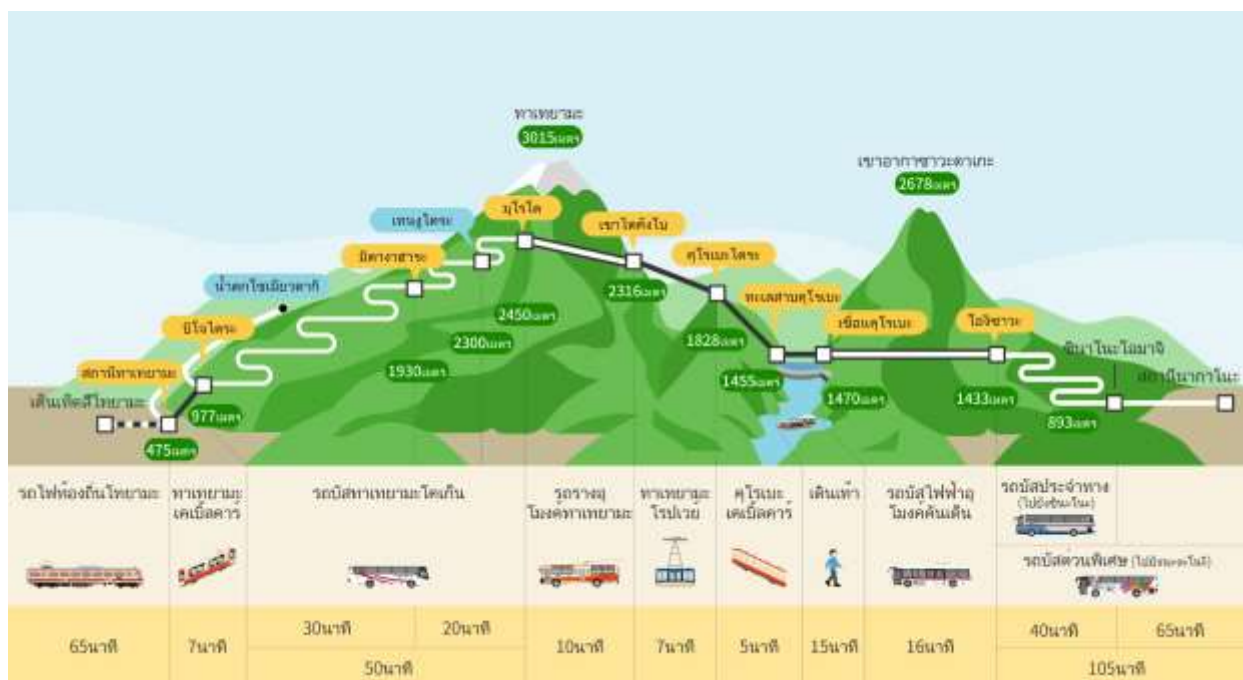 ทาเทยามะ
3015เมตร
เขาอากาซาวะดาเกะ
2678เมตร
มุโรโด
เทนงูไดระ
เขาไดคังโบ
มิดางาฮาระ
คุโรเบะไดระ
น้ำตกโชเมียวดากิ
2316เมตร
ทะเลสาบคุโรเบะ
บิโจไดระ
2450เมตร
เขื่อนคุโรเบะ
โอกิซาวะ
2300เมตร
1828เมตร
ชินาโนะโอมาจิ
สถานีทาเทยามะ
1930เมตร
1455เมตร
สถานีนากาโนะ
เด็นเท็ตสึโทยามะ
977เมตร
1470เมตร
1433เมตร
893เมตร
475เมตร
รถไฟท้องถิ่นโทยามะ
ทาเทยามะ
เคเบิ้ลคาร์
รถบัสทาเทยามะโคเก็น
รถรางอุ
โมงค์ทาเทยามะ
ทาเทยามะ
โรปเวย์
คุโรเบะ
เคเบิ้ลคาร์
เดินเท้า
รถบัสไฟฟ้าอุ
โมงค์คันเด็น
รถบัสประจำทาง
รถบัสด่วนพิเศษ
65นาที
7นาที
30นาที
20นาที
50นาที
10นาที
7นาที
5นาที
15นาที
16นาที
40นาที
65นาที
105นาที